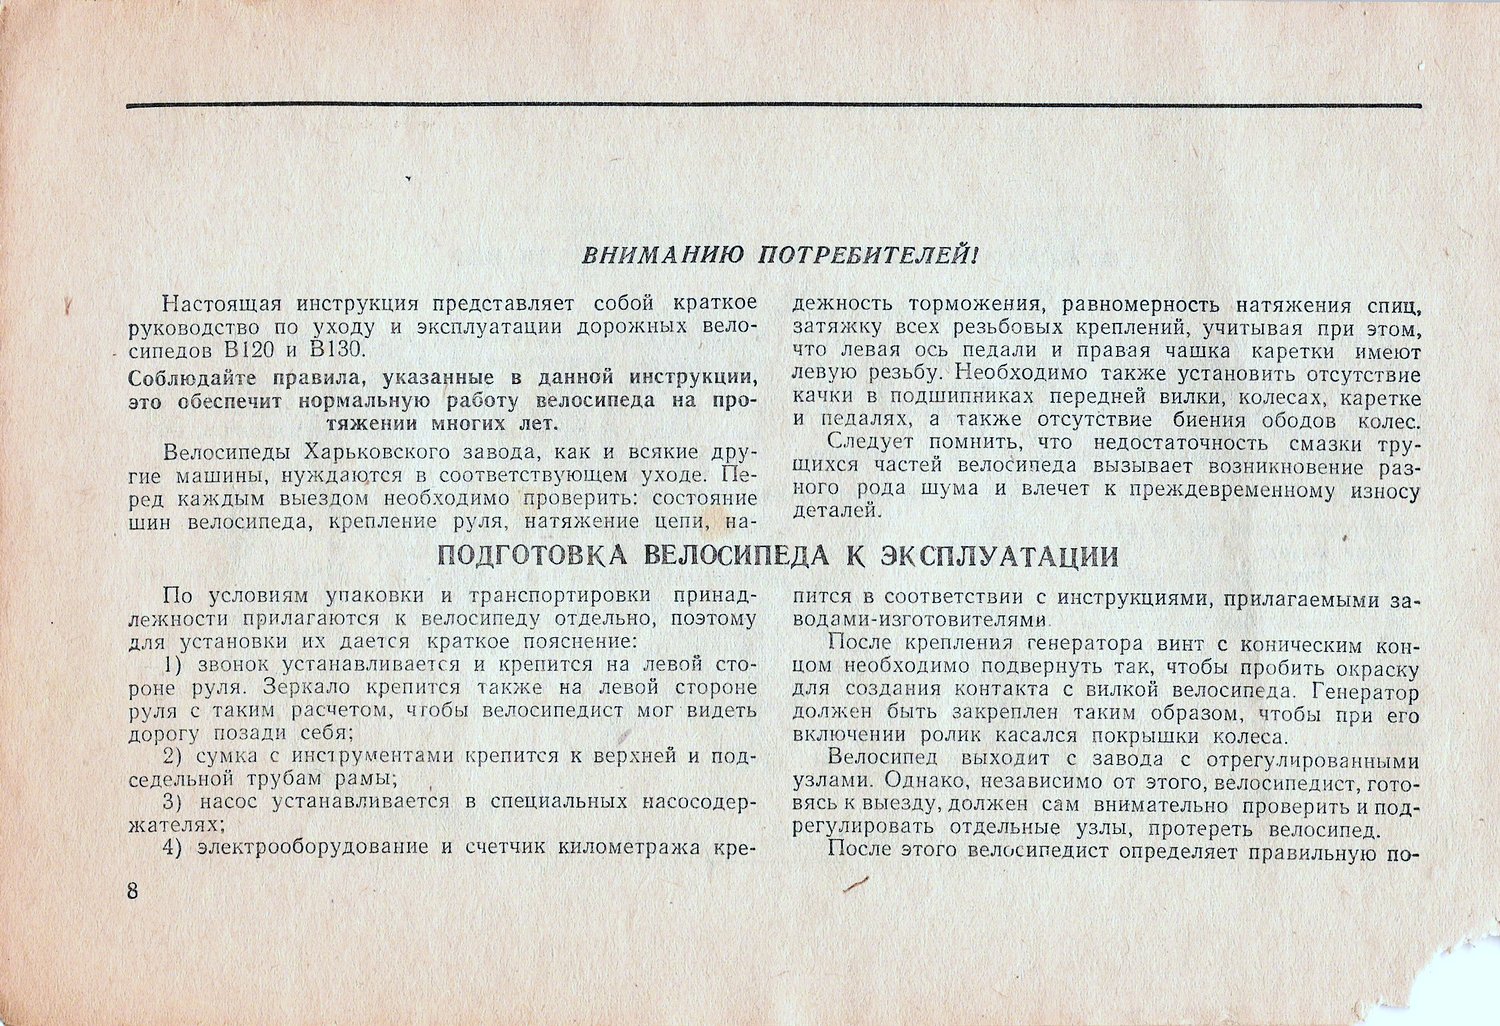 ВНИМАНИЮ ПОТРЕБИТЕЛЕЙ!
Настоящая инструкция представляет собой краткое
руководство по уходу и эксплуатации дорожных вело-
сипедов В120 и В130.
Соблюдайте правила, указанные в данной инструкции,
это обеспечит нормальную работу велосипеда на про-
тяжении многих лет.
Велосипеды Харьковского завода, как и всякие дру-
гие машины, нуждаются в соответствующем уходе. Пе-
ред каждым выездом необходимо проверить: состояние
шин велосипеда, крепление руля, натяжение цепи, на-
дежность торможения, равномерность натяжения спиц,
затяжку всех резьбовых креплений, учитывая при этом,
что левая ось педали и правая чашка каретки имеют
левую резьбу. Необходимо также установить отсутствие
качки в подшипниках передней вилки, колесах, каретке
и педалях, а также отсутствие биения ободов колес.
Следует помнить, что недостаточность смазки тру-
щихся частей велосипеда вызывает возникновение раз-
ного рода шума и влечет к преждевременному износу
деталей.
ПОДГОТОВКА ВЕЛОСИПЕДА К ЭКСПЛУАТАЦИИ
По условиям упаковки и транспортировки принад-
лежности прилагаются к велосипеду отдельно, поэтому
для установки их дается краткое пояснение:
1) звонок устанавливается и крепится на левой сто-
роне руля. Зеркало крепится также на левой стороне
руля с таким расчетом, чтобы велосипедист мог видеть
дорогу позади себя;
2) сумка с инструментами крепится к верхней и под-
седельной трубам рамы;
3) насос устанавливается в специальных насосодер-
жателях;
4) электрооборудование и счетчик километража кре-
пится в соответствии с инструкциями, прилагаемыми за-
водами-изготовителями.
После крепления генератора винт с коническим кон-
цом необходимо подвернуть так, чтобы пробить окраску
для создания контакта с вилкой велосипеда. Генератор
должен быть закреплен таким образом, чтобы при его
включении ролик касался покрышки колеса.
Велосипед выходит с завода с отрегулированными
узлами. Однако, независимо от этого, велосипедист, гото-
вясь к выезду, должен сам внимательно проверить и под-
регулировать отдельные узлы, протереть велосипед.
После этого велосипедист определяет правильную по-
8